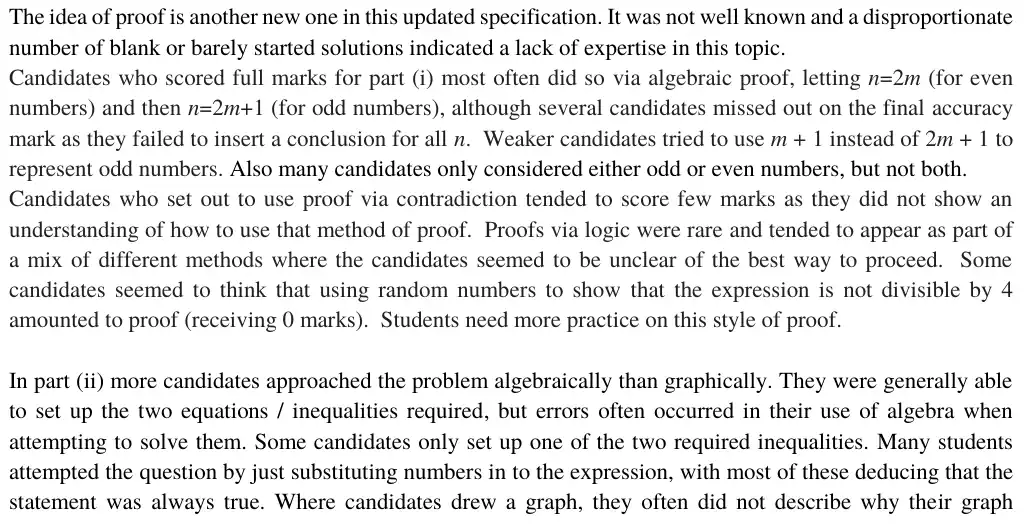 The idea of proof is another new one in this updated specification. It was not well known and a disproportionate
number of blank or barely started solutions indicated a lack of expertise in this topic.
Candidates who scored full marks for part (i) most often did so via algebraic proof, letting n=2m (for even
numbers) and then n=2m+1 (for odd numbers), although several candidates missed out on the final accuracy
mark as they failed to insert a conclusion for all n. Weaker candidates tried to use m + 1 instead of 2m + 1 to
represent odd numbers. Also many candidates only considered either odd or even numbers, but not both.
Candidates who set out to use proof via contradiction tended to score few marks as they did not show an
understanding of how to use that method of proof. Proofs via logic were rare and tended to appear as part of
a mix of different methods where the candidates seemed to be unclear of the best way to proceed. Some
candidates seemed to think that using random numbers to show that the expression is not divisible by 4
amounted to proof (receiving 0 marks). Students need more practice on this style of proof.
In part (ii) more candidates approached the problem algebraically than graphically. They were generally able
to set up the two equations / inequalities required, but errors often occurred in their use of algebra when
attempting to solve them. Some candidates only set up one of the two required inequalities. Many students
attempted the question by just substituting numbers in to the expression, with most of these deducing that the
statement was always true. Where candidates drew a graph, they often did not describe why their graph